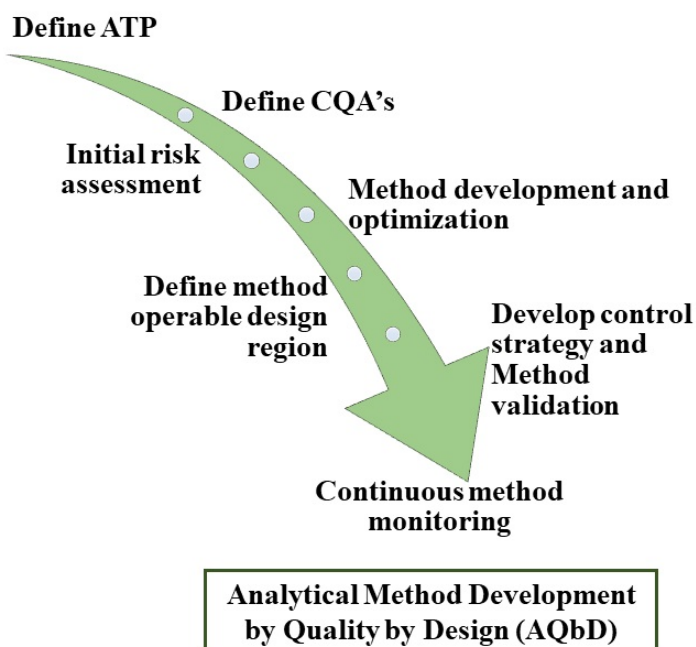 Define ATP
Define CQA's
Initial risk
assessment
Method development and
optimization
Define method
operable design
region
Develop control
strategy and
Method
validation
Continuous method
monitoring
Analytical Method Development
by Quality by Design (AQbD)